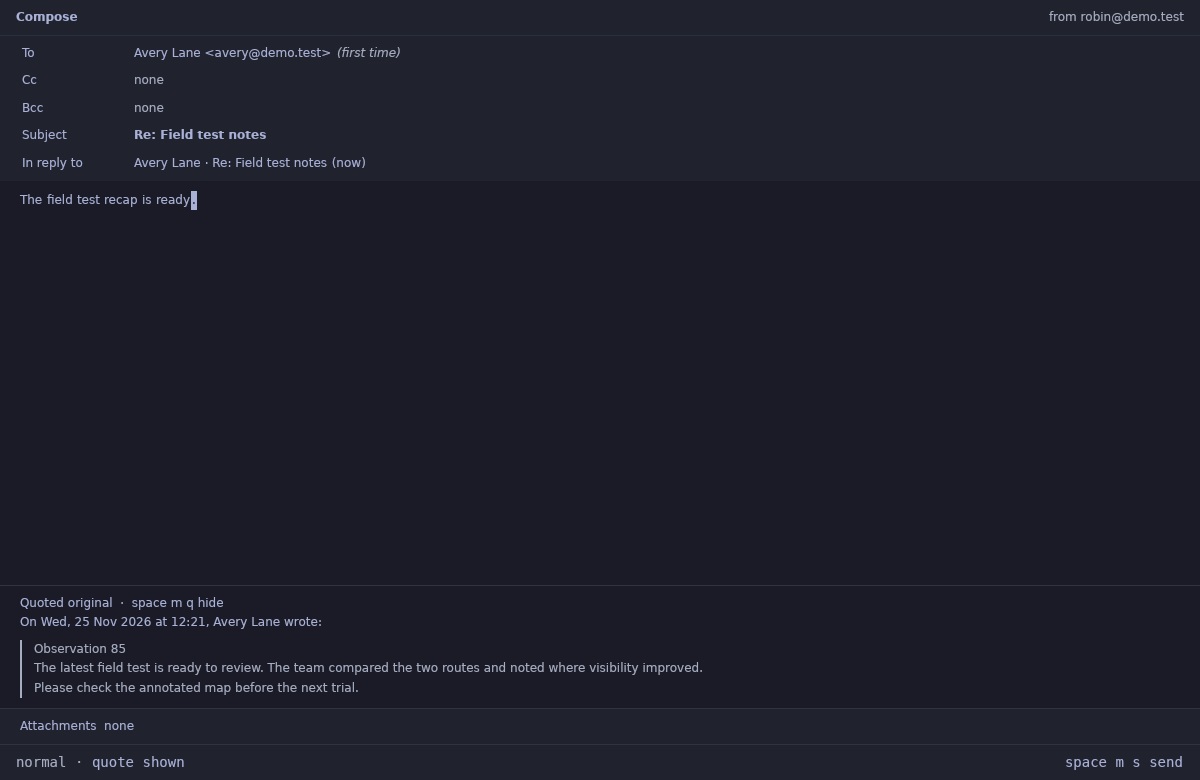 Compose from robin@demo.test
To Avery Lane <avery@demo.test> (first time)
Cc none
Bcc none
Subject Re: Field test notes
In reply to Avery Lane · Re: Field test notes (now)
The field test recap is ready.
Quoted original · space m q hide
On Wed, 25 Nov 2026 at 12:21, Avery Lane wrote:
Observation 85
The latest field test is ready to review. The team compared the two routes and noted where visibility improved.
Please check the annotated map before the next trial.
Attachments none
normal · quote shown space m s send